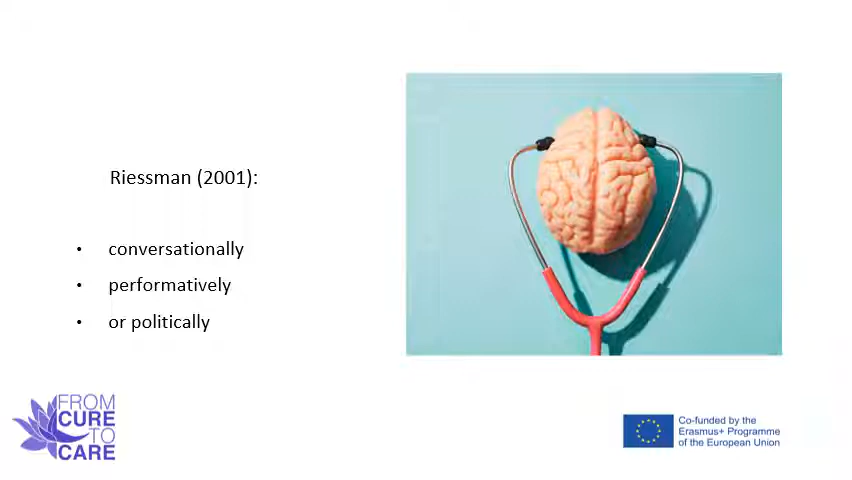 Riessman (2001):
• conversationally
• performatively
• or politically
FROM
CURE
TO
CARE
Co-funded by the
Erasmus+ Programme
of the European Union